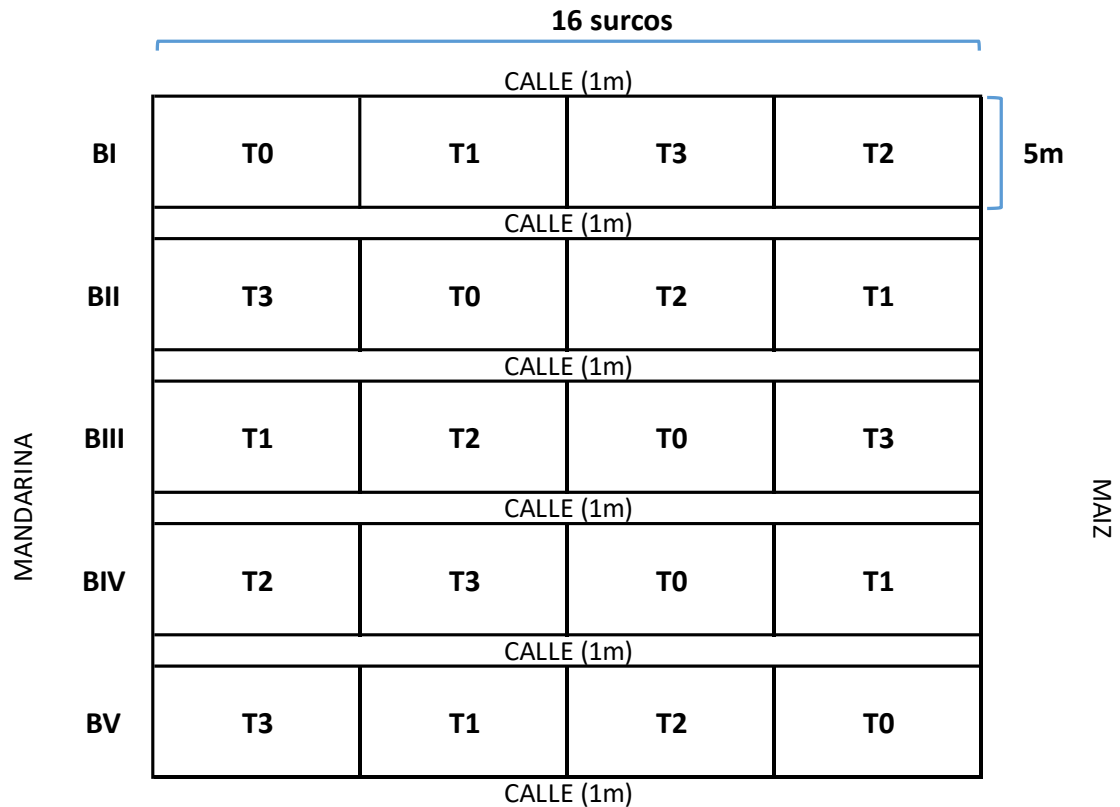 16 surcos
CALLE (1m)
BI T0 T1 T3 T2 5m
CALLE (1m)
BII T3 T0 T2 T1
CALLE (1m)
BIII T1 T2 T0 T3
MANDARINA
MAIZ
CALLE (1m)
BIV T2 T3 T0 T1
CALLE (1m)
BV T3 T1 T2 T0
CALLE (1m)